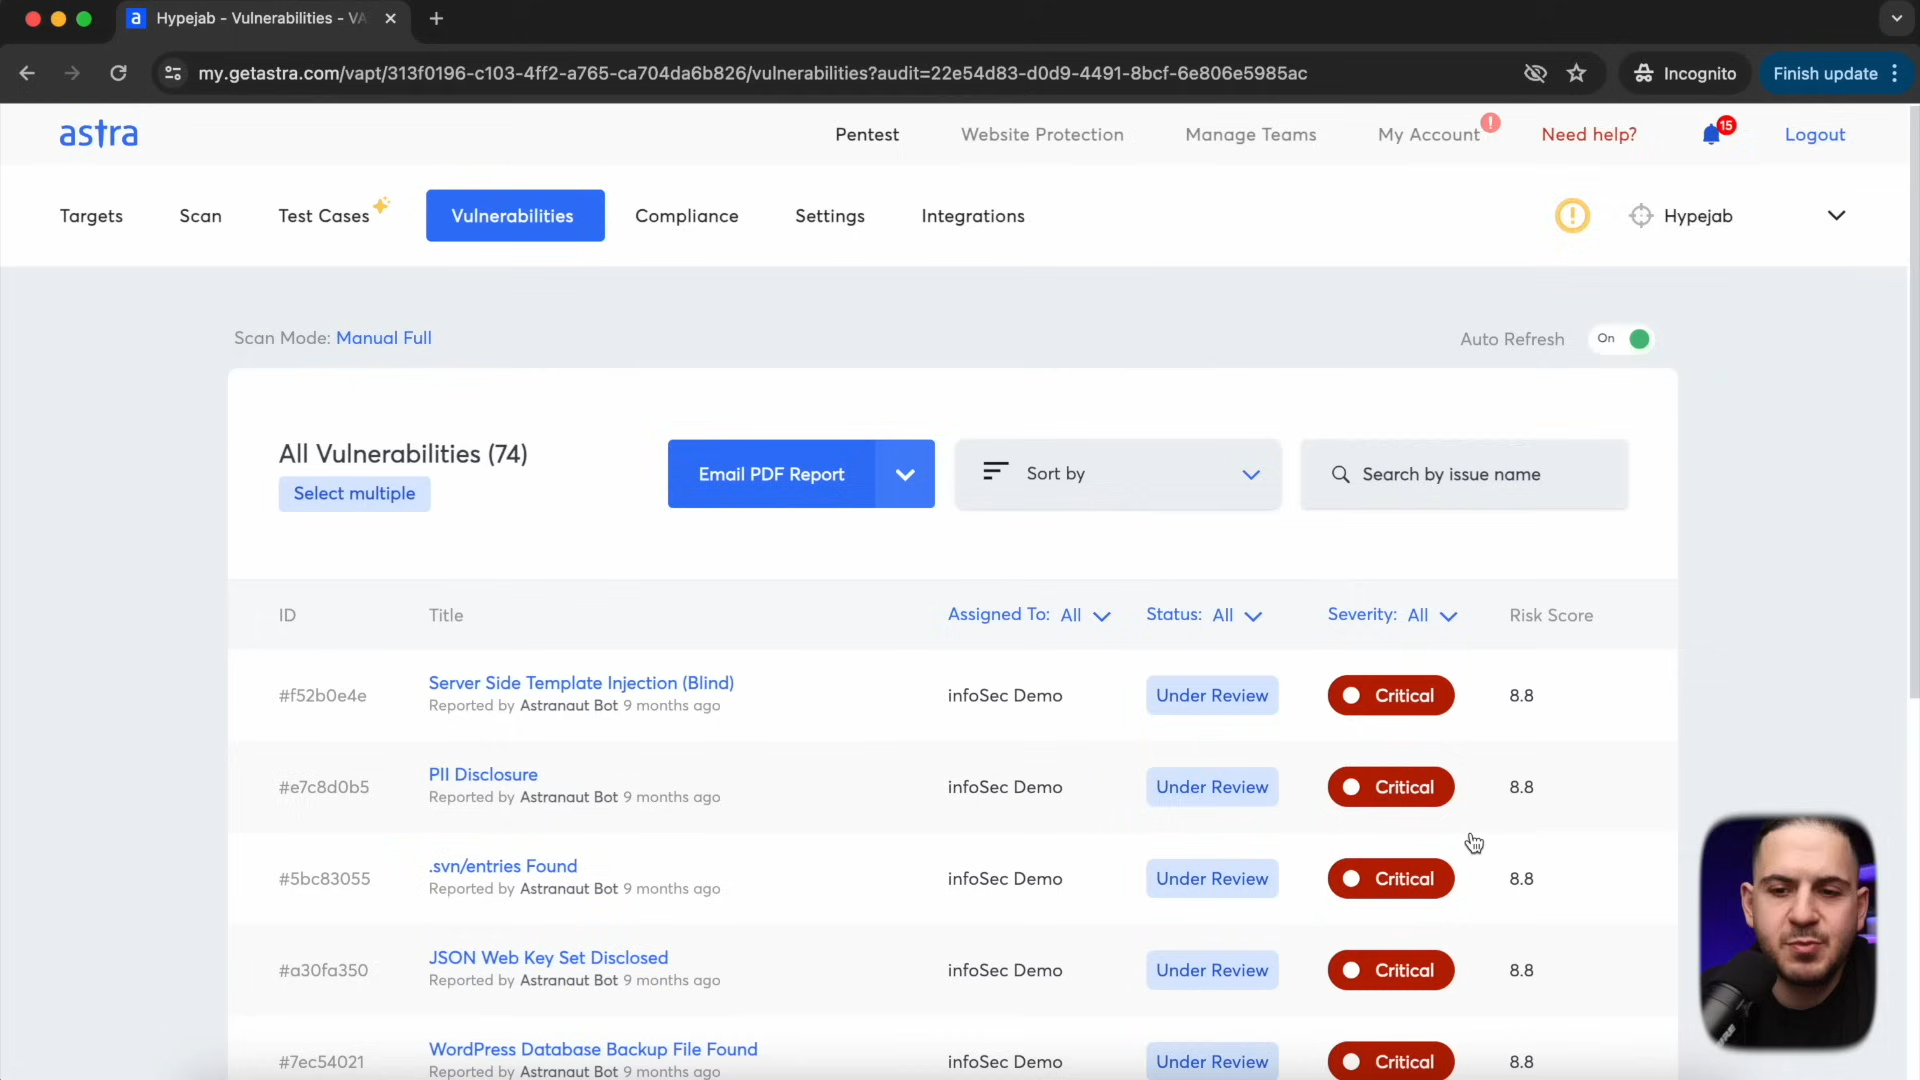 Hypejab - Vulnerabilities - VA
my.getastra.com/vapt/313f0196-c103-4ff2-a765-ca704da6b826/vulnerabilities?audit=22e54d83-d0d9-4491-8bcf-6e806e5985ac
Incognito
Finish update
astra
Pentest
Website Protection
Manage Teams
My Account
Need help?
15
Logout
Targets
Scan
Test Cases
Vulnerabilities
Compliance
Settings
Integrations
Hypejab
Scan Mode: Manual Full
Auto Refresh
On
All Vulnerabilities (74)
Select multiple
Email PDF Report
Sort by
Search by issue name
ID
Title
Assigned To: All
Status: All
Severity: All
Risk Score
#f52b0e4e
Server Side Template Injection (Blind)
Reported by Astranaut Bot 9 months ago
infoSec Demo
Under Review
Critical
8.8
#e7c8d0b5
PII Disclosure
Reported by Astranaut Bot 9 months ago
infoSec Demo
Under Review
Critical
8.8
#5bc83055
.svn/entries Found
Reported by Astranaut Bot 9 months ago
infoSec Demo
Under Review
Critical
8.8
#a30fa350
JSON Web Key Set Disclosed
Reported by Astranaut Bot 9 months ago
infoSec Demo
Under Review
Critical
8.8
#7ec54021
WordPress Database Backup File Found
Reported by Astranaut Bot 9 months ago
infoSec Demo
Under Review
Critical
8.8